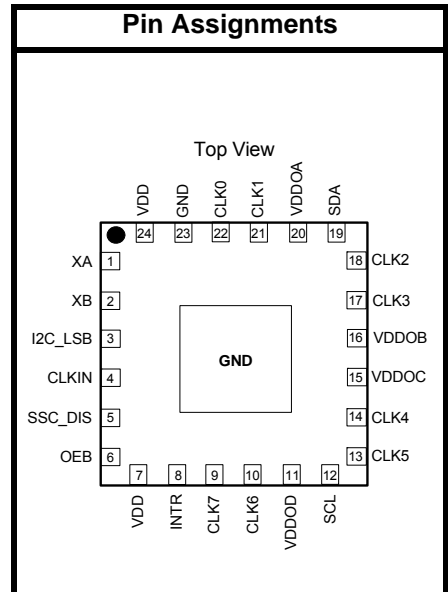 Pin Assignments
Top View
VDD
GND
CLK0
CLK1
VDDOA
SDA
24
23
22
21
20
19
XA 1
XB 2
I2C_LSB 3
CLKIN 4
SSC_DIS 5
OEB 6
GND
18 CLK2
17 CLK3
16 VDDOB
15 VDDOC
14 CLK4
13 CLK5
7
8
9
10
11
12
VDD
INTR
CLK7
CLK6
VDDOD
SCL